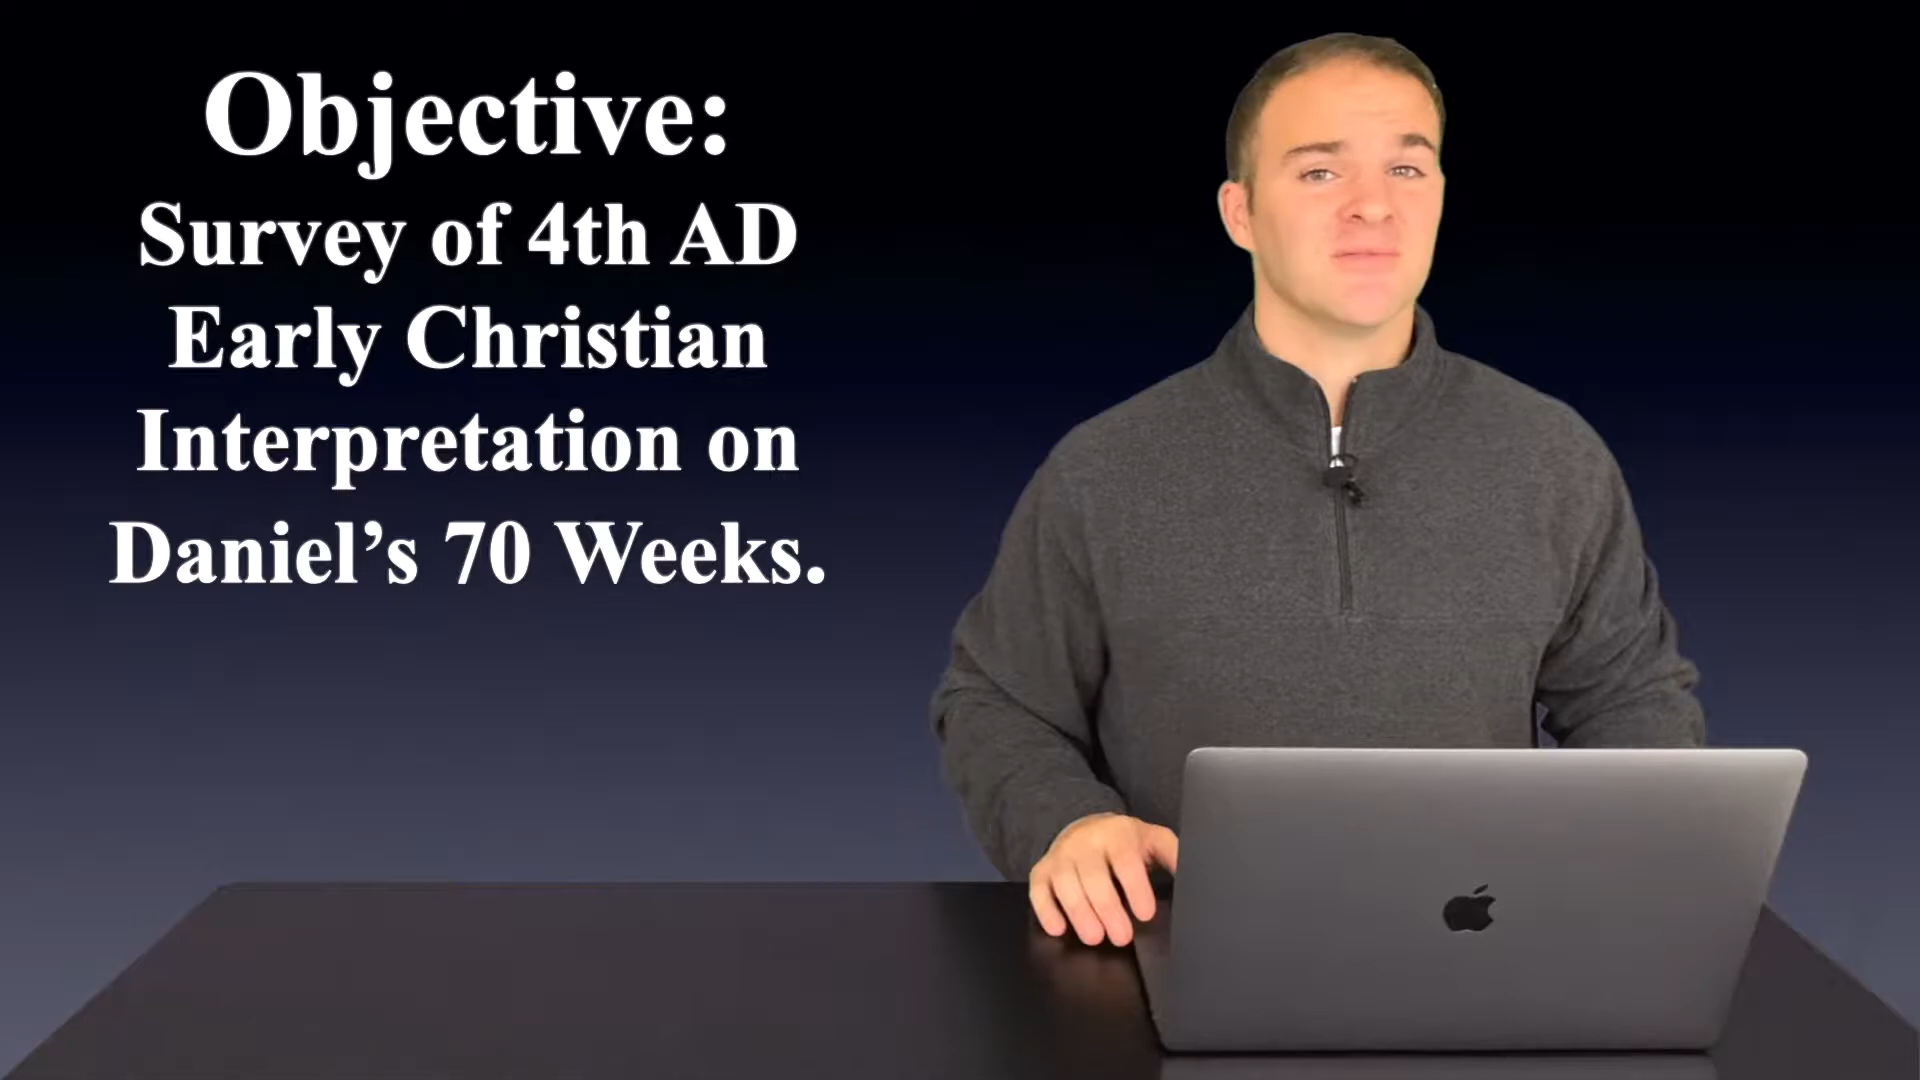 Objective:
Survey of 4th AD
Early Christian
Interpretation on
Daniel’s 70 Weeks.